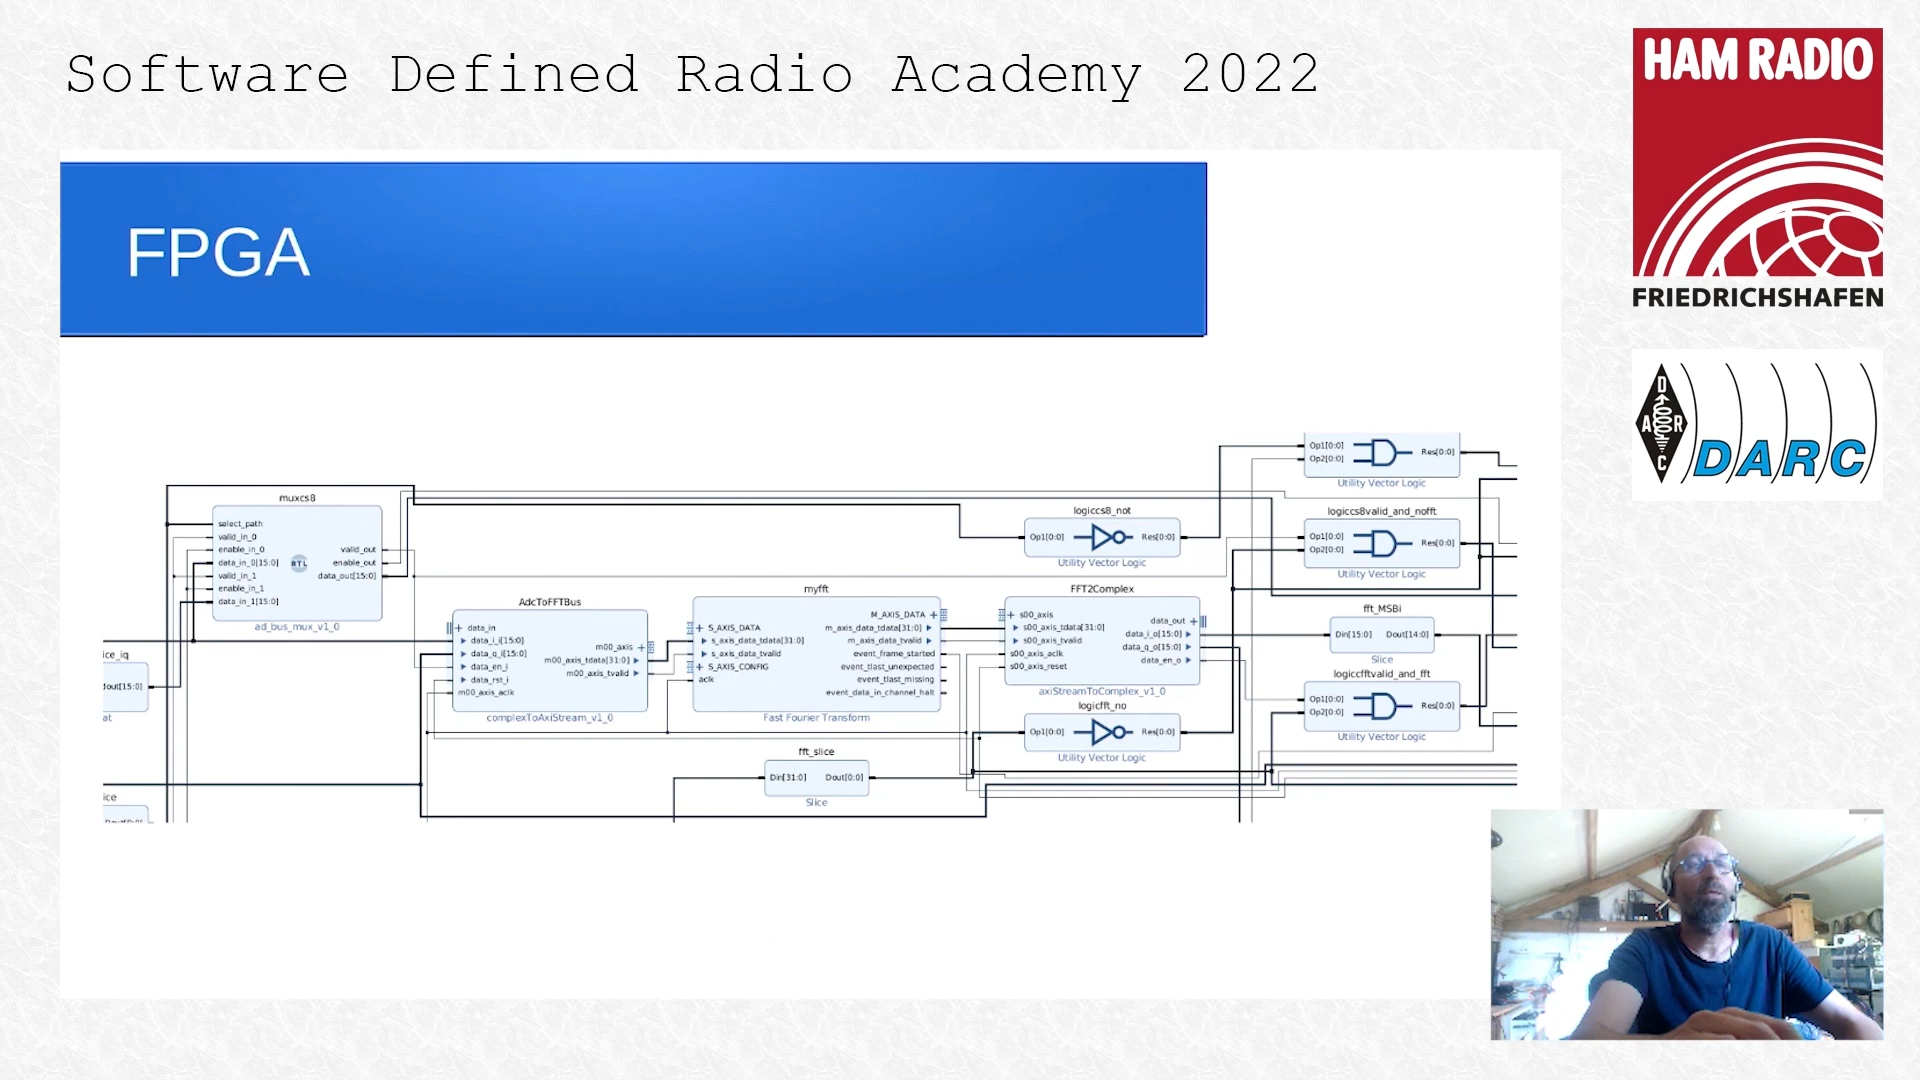 Software Defined Radio Academy 2022
HAM RADIO
FRIEDRICHSHAFEN
D
A R
C
DARC
FPGA
muxcs8
select_path
valid_in_0
enable_in_0
data_in_0[15:0]
valid_in_1
enable_in_1
data_in_1[15:0]
RTL
valid_out
enable_out
data_out[15:0]
ad_bus_mux_v1_0
ice_iq
dout[15:0]
at
ice
AdcToFFTBus
data_in
data_i_i[15:0]
data_q_i[15:0]
data_en_i
data_rst_i
m00_axis_aclk
m00_axis
m00_axis_tdata[31:0]
m00_axis_tvalid
complexToAxiStream_v1_0
myfft
S_AXIS_DATA
s_axis_data_tdata[31:0]
s_axis_data_tvalid
S_AXIS_CONFIG
aclk
M_AXIS_DATA
m_axis_data_tdata[31:0]
m_axis_data_tvalid
event_frame_started
event_tlast_unexpected
event_tlast_missing
event_data_in_channel_halt
Fast Fourier Transform
fft_slice
Din[31:0] Dout[0:0]
Slice
logiccs8_not
Op1[0:0] Res[0:0]
Utility Vector Logic
FFT2Complex
s00_axis
s00_axis_tdata[31:0]
s00_axis_tvalid
s00_axis_aclk
s00_axis_reset
data_out
data_i_o[15:0]
data_q_o[15:0]
data_en_o
axiStreamToComplex_v1_0
logicfft_no
Op1[0:0] Res[0:0]
Utility Vector Logic
Op1[0:0]
Op2[0:0]
Res[0:0]
Utility Vector Logic
logiccs8valid_and_nofft
Op1[0:0]
Op2[0:0]
Res[0:0]
Utility Vector Logic
fft_MSBi
Din[15:0] Dout[14:0]
Slice
logiccfftvalid_and_fft
Op1[0:0]
Op2[0:0]
Res[0:0]
Utility Vector Logic